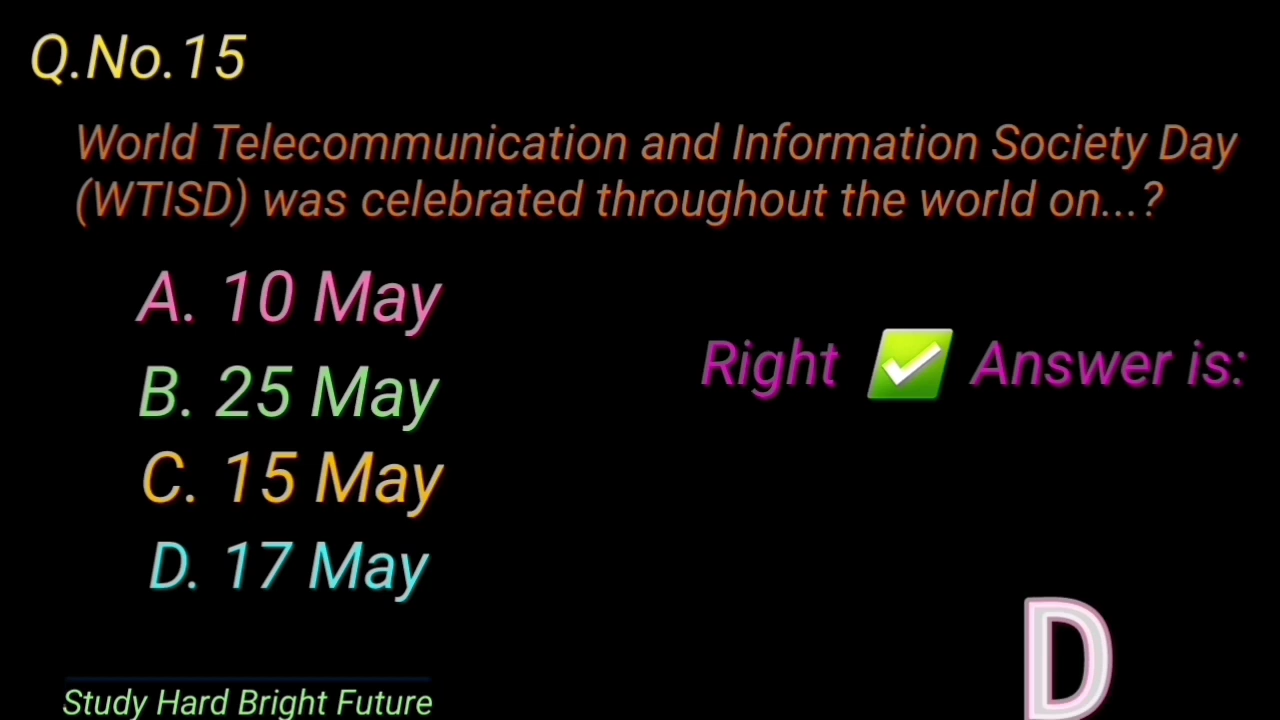 Q.No.15
World Telecommunication and Information Society Day
(WTISD) was celebrated throughout the world on...?
A. 10 May
B. 25 May
C. 15 May
D. 17 May
Right ✅ Answer is:
D
Study Hard Bright Future